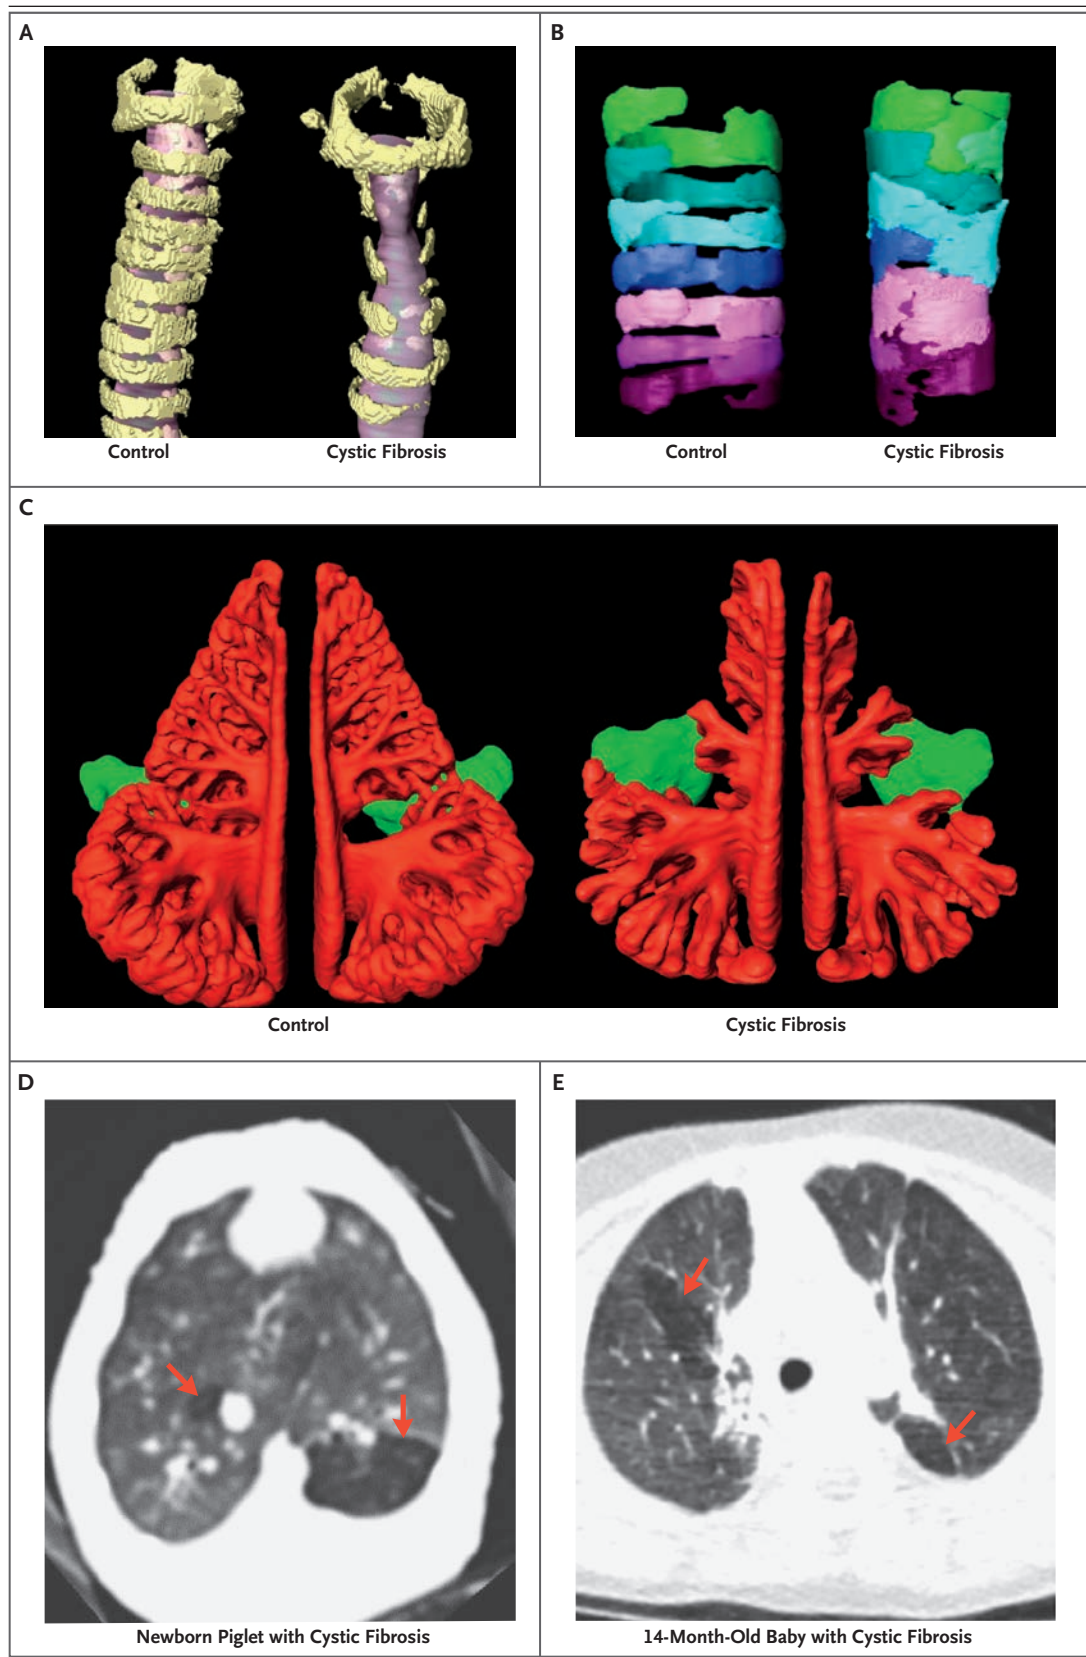 A
B
Control
Cystic Fibrosis
Control
Cystic Fibrosis
C
Control
Cystic Fibrosis
D
E
Newborn Piglet with Cystic Fibrosis
14-Month-Old Baby with Cystic Fibrosis